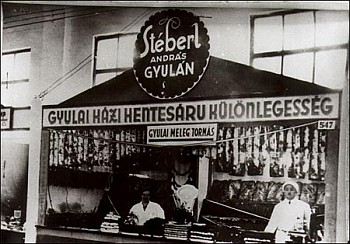 Stéberl
ANDRÁS
GYULÁN
GYULAI HÁZI HENTESÁRU KÜLÖNLEGESSÉG
GYULAI MELEG TORMÁS
547